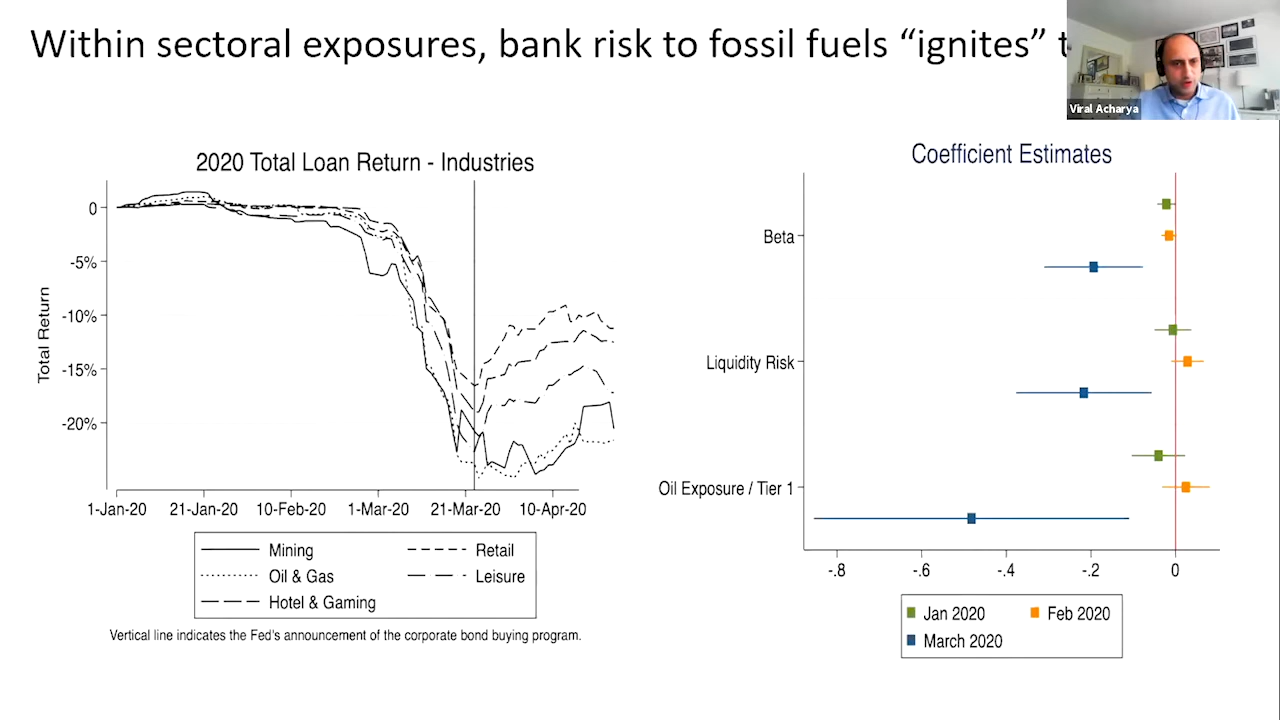 Within sectoral exposures, bank risk to fossil fuels “ignites”
Viral Acharya
2020 Total Loan Return - Industries
Total Return
0
-5%
-10%
-15%
-20%
1-Jan-20 21-Jan-20 10-Feb-20 1-Mar-20 21-Mar-20 10-Apr-20
Mining Retail
Oil & Gas Leisure
Hotel & Gaming
Vertical line indicates the Fed's announcement of the corporate bond buying program.
Coefficient Estimates
Beta
Liquidity Risk
Oil Exposure / Tier 1
-.8 -.6 -.4 -.2 0
Jan 2020 Feb 2020
March 2020